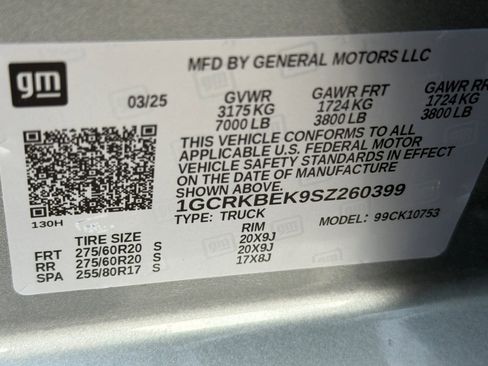 gm
MFD BY GENERAL MOTORS LLC
03/25 GVWR GAWR FRT GAWR RR
3175 KG 1724 KG 1724 KG
7000 LB 3800 LB 3800 LB
THIS VEHICLE CONFORMS TO ALL
APPLICABLE U.S. FEDERAL MOTOR
VEHICLE SAFETY STANDARDS IN EFFECT
ON THE DATE OF MANUFACTURE
SHOWN ABOVE.
1GCRKBEK9SZ260399
130H TYPE: TRUCK MODEL: 99CK10753
TIRE SIZE RIM
FRT 275/60R20 S 20X9J
RR 275/60R20 S 20X9J
SPA 255/80R17 S 17X8J